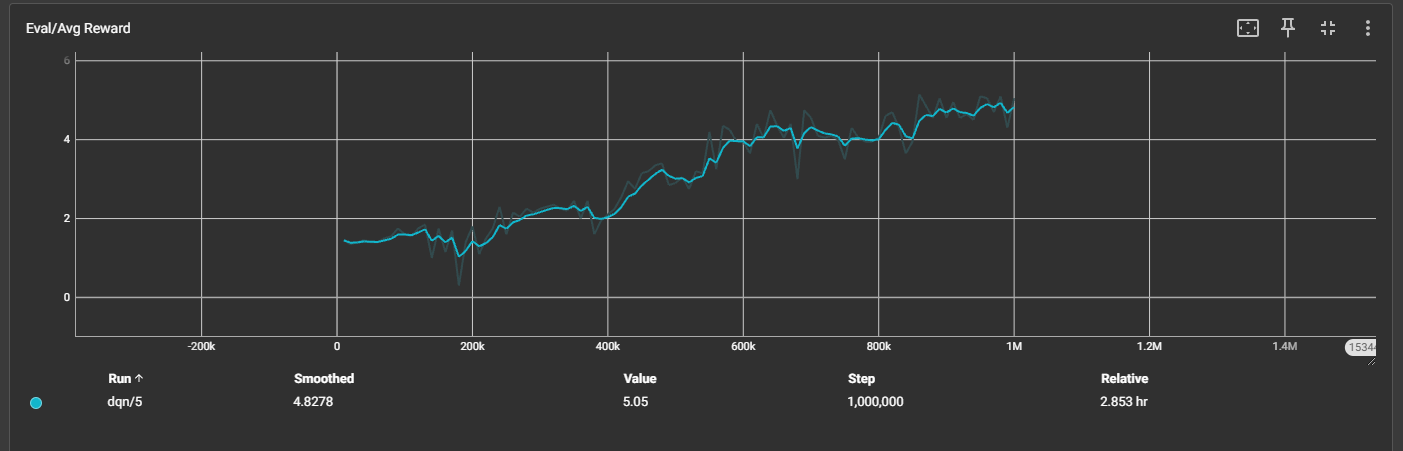 Eval/Avg Reward
6
4
2
0
-200k 0 200k 400k 600k 800k 1M 1.2M 1.4M
Run ↑ Smoothed Value Step Relative
dqn/5 4.8278 5.05 1,000,000 2.853 hr